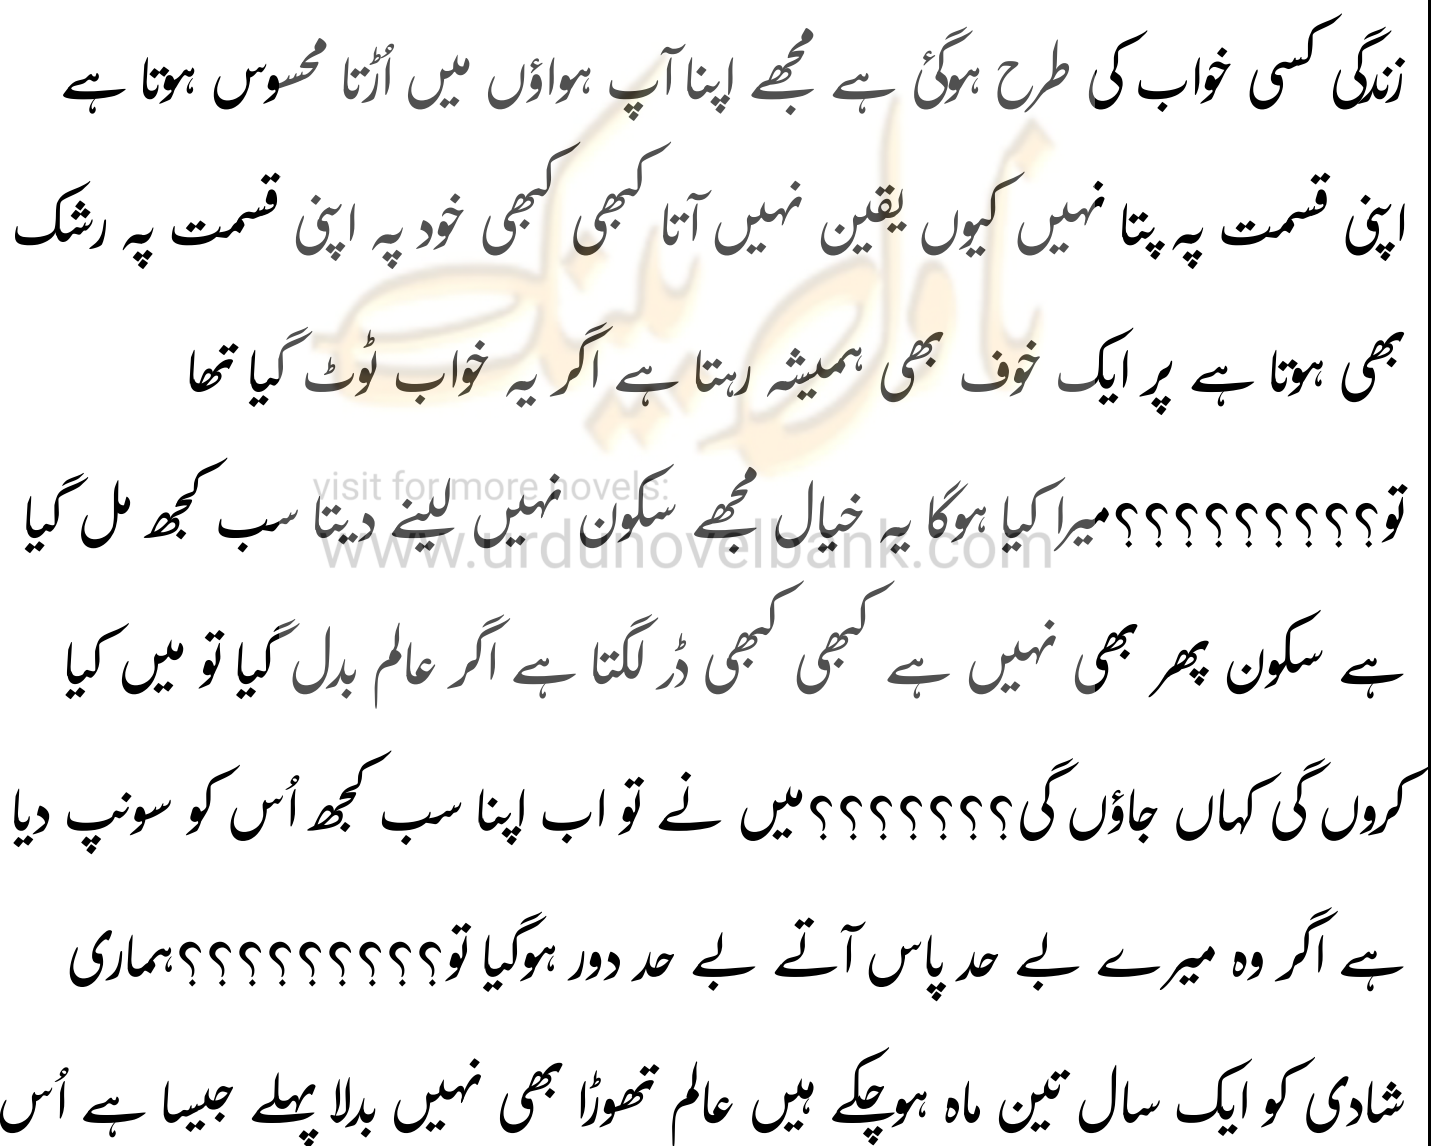 زندگی کسی خواب کی طرح ہوگئ ہے مجھے اپنا آپ ہواؤں میں اُڑتا محسوس ہوتا ہے
اپنی قسمت پہ پتا نہیں کیوں یقین نہیں آتا کبھی کبھی خود پہ اپنی قسمت پہ رشک
بھی ہوتا ہے پر ایک خوف بھی ہمیشہ رہتا ہے اگر یہ خواب ٹوٹ گیا تھا
تو؟؟؟؟؟؟؟؟؟میرا کیا ہوگا یہ خیال مجھے سکون نہیں لینے دیتا سب کجھ مل گیا
visit for more novels:
www.urdunovelbank.com
ہے سکون پھر بھی نہیں ہے کبھی کبھی ڈر لگتا ہے اگر عالم بدل گیا تو میں کیا
کروں گی کہاں جاؤں گی؟؟؟؟؟؟؟میں نے تو اب اپنا سب کجھ اُس کو سونپ دیا
ہے اگر وہ میرے بے حد پاس آتے بے حد دور ہوگیا تو؟؟؟؟؟؟؟؟؟ہماری
شادی کو ایک سال تین ماہ ہوچکے ہیں عالم تھوڑا بھی نہیں بدلا پہلے جیسا ہے اُس
ناول بینک